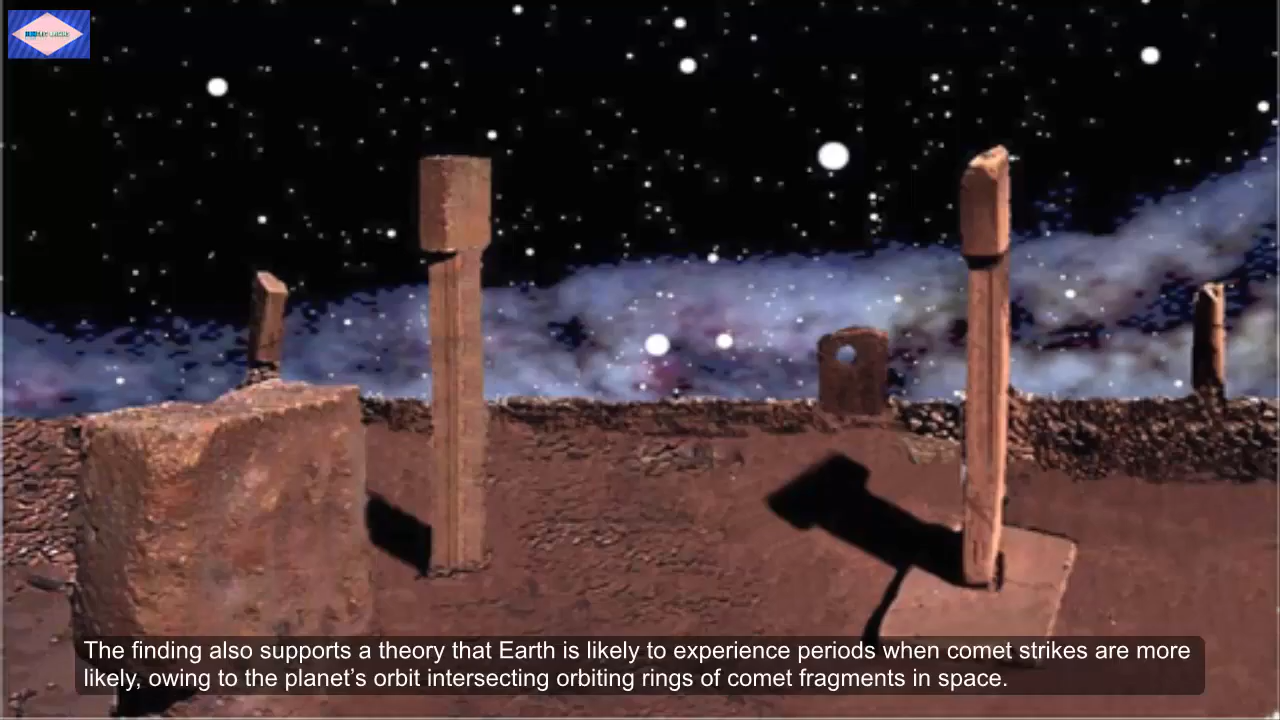 The finding also supports a theory that Earth is likely to experience periods when comet strikes are more
likely, owing to the planet’s orbit intersecting orbiting rings of comet fragments in space.